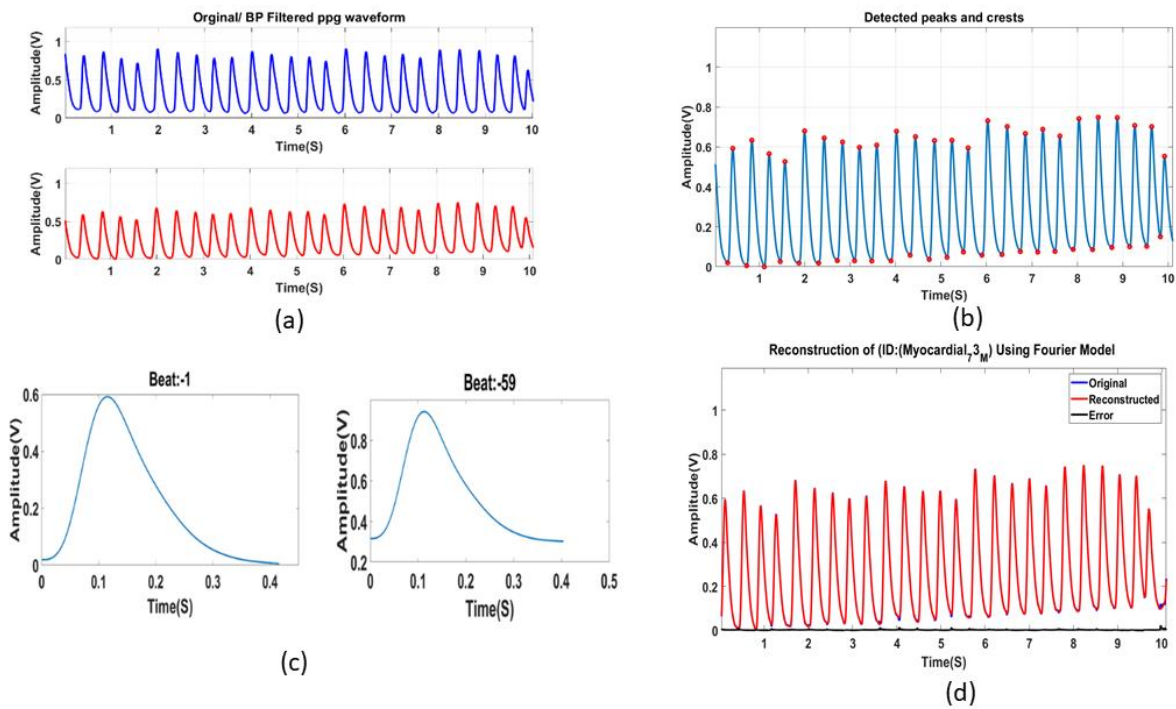 Orginal/ BP Filtered ppg waveform
Amplitude(V)
1
0.5
0
1 2 3 4 5 6 7 8 9 10
Time(S)
Amplitude(V)
1
0.5
0
1 2 3 4 5 6 7 8 9 10
Time(S)
(a)
Detected peaks and crests
Amplitude(V)
1
0.8
0.6
0.4
0.2
0
1 2 3 4 5 6 7 8 9 10
Time(S)
(b)
Beat:-1
Amplitude(V)
0.6
0.4
0.2
0
0 0.1 0.2 0.3 0.4
Time(S)
Beat:-59
Amplitude(V)
0.8
0.6
0.4
0.2
0 0.1 0.2 0.3 0.4 0.5
Time(S)
(c)
Reconstruction of (ID:(Myocardial₇3M) Using Fourier Model
Original
Reconstructed
Error
Amplitude(V)
1
0.8
0.6
0.4
0.2
0
1 2 3 4 5 6 7 8 9 10
Time(S)
(d)